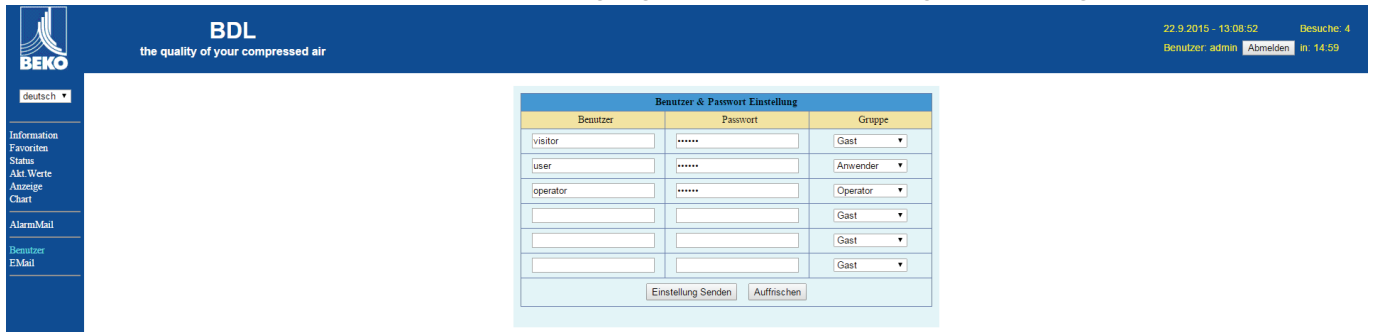 BEKO
BDL
the quality of your compressed air
22.9.2015 - 13:08:52 Besuche: 4
Benutzer: admin Abmelden in: 14:59
deutsch
Information
Favoriten
Status
Akt.Werte
Anzeige
Chart
AlarmMail
Benutzer
EMail
Benutzer & Passwort Einstellung
Benutzer Passwort Gruppe
visitor •••••• Gast
user •••••• Anwender
operator •••••• Operator
Gast
Gast
Gast
Einstellung Senden Auffrischen